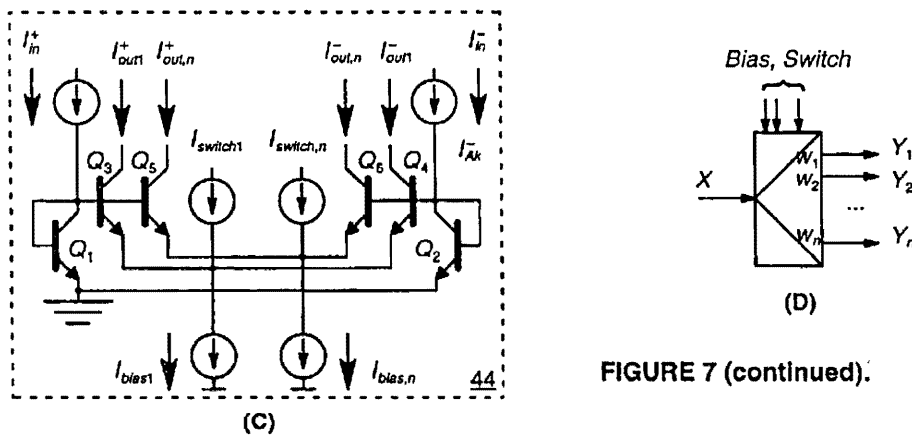 I⁺in I⁺out1 I⁺out,n I⁻out,n I⁻out1 I⁻in
Iswitch1 Iswitch,n I⁻Ak
Q3 Q5 Q6 Q4
Q1 Q2
Ibias1 Ibias,n 44
(C)
Bias, Switch
X W1 Y1
W2 Y2
...
Wn Yn
(D)
FIGURE 7 (continued).